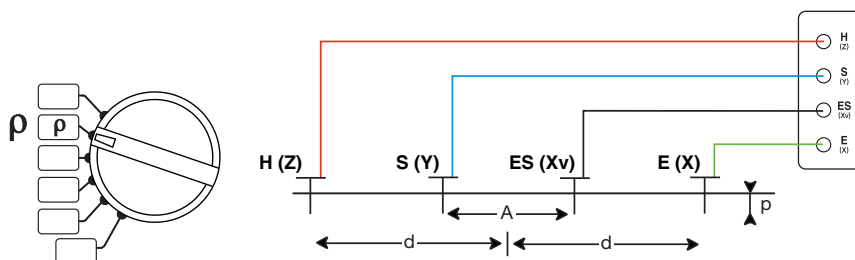 ρ
ρ
H (Z)
S (Y)
ES (Xv)
E (X)
A
d
d
p
H
(Z)
S
(Y)
ES
(Xv)
E
(X)